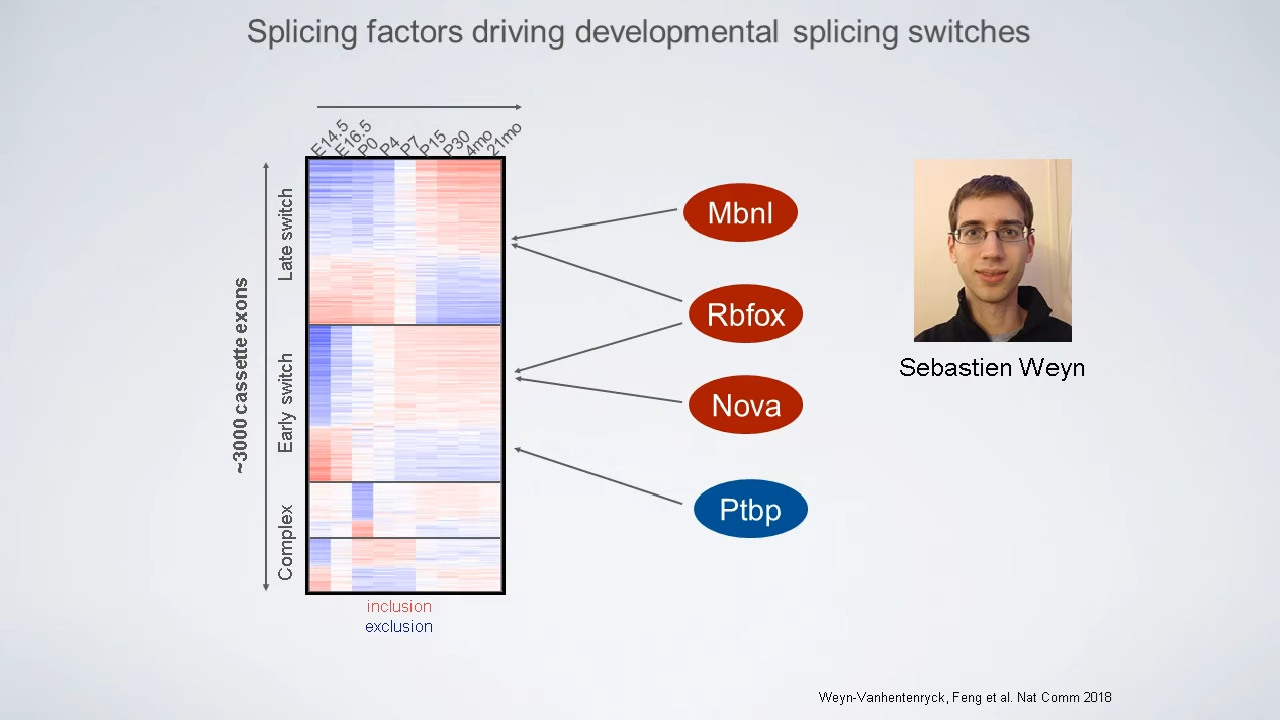 Splicing factors driving developmental splicing switches
E14.5
E16.5
P0
P4
P7
P15
P30
4mo
21mo
~3000 cassette exons
Late switch
Early switch
Complex
Mbnl
Rbfox
Nova
Ptbp
Sebastien Weyn
inclusion
exclusion
Weyn-Vanhentenryck, Feng et al. Nat Comm 2018